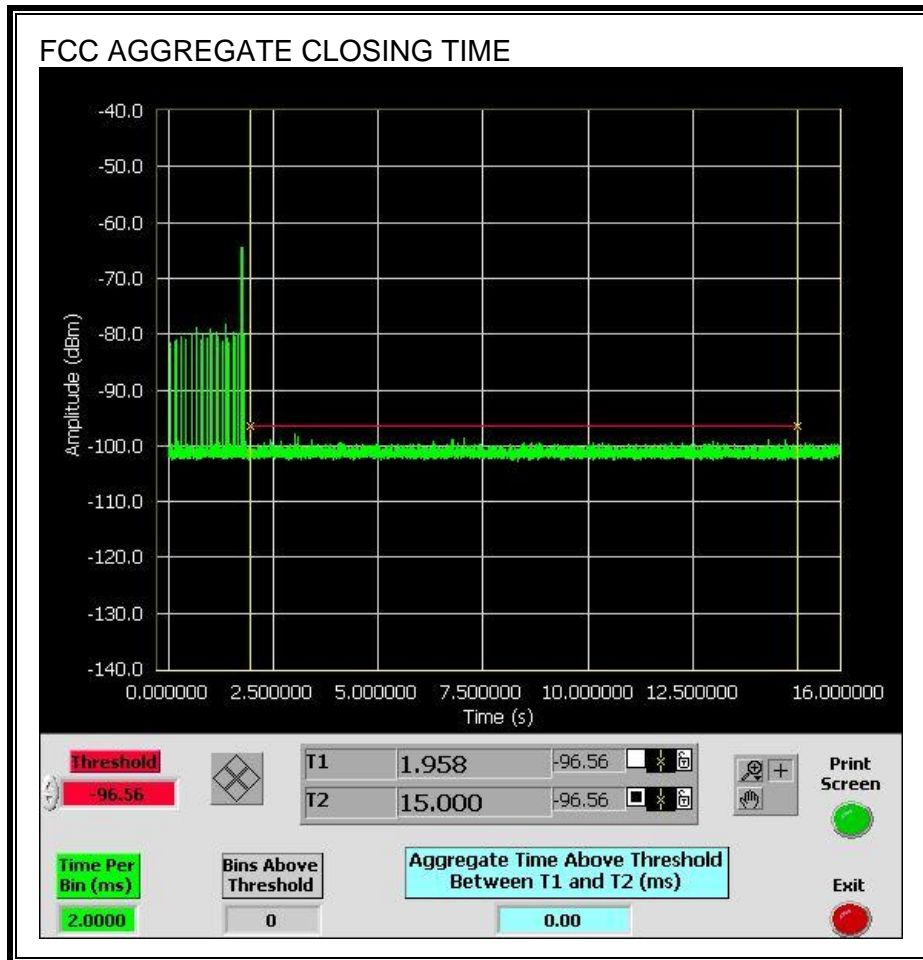 FCC AGGREGATE CLOSING TIME
-40.0
-50.0
-60.0
-70.0
-80.0
-90.0
-100.0
-110.0
-120.0
-130.0
-140.0
Amplitude (dBm)
0.000000 2.500000 5.000000 7.500000 10.000000 12.500000 16.000000
Time (s)
Threshold
-96.56
T1 1.958 -96.56
T2 15.000 -96.56
Print
Screen
Time Per
Bin (ms)
2.0000
Bins Above
Threshold
0
Aggregate Time Above Threshold
Between T1 and T2 (ms)
0.00
Exit